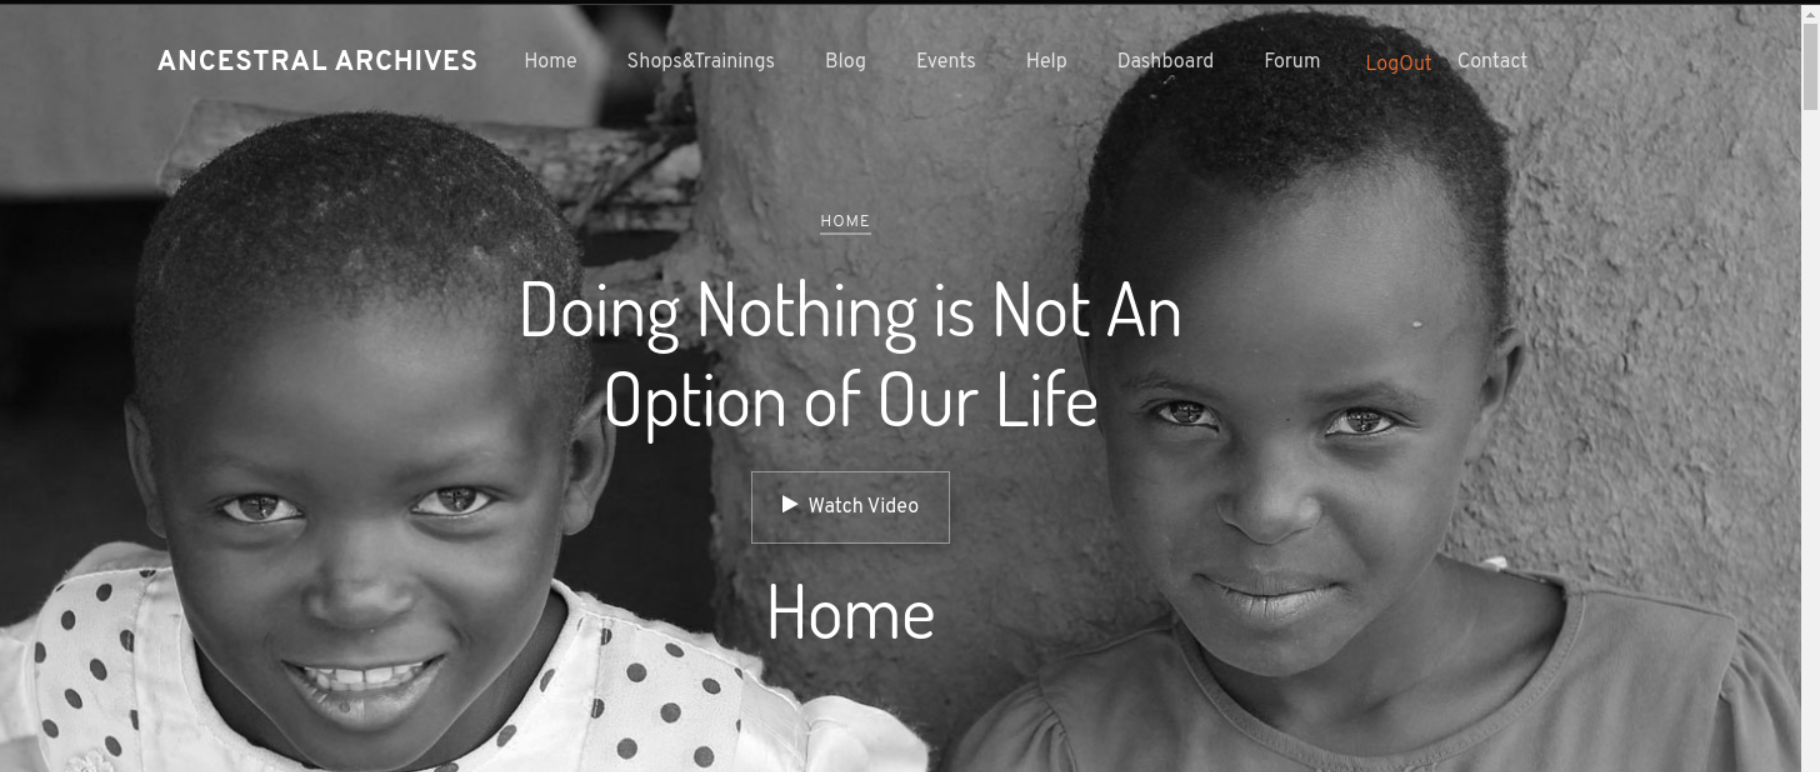 ANCESTRAL ARCHIVES Home Shops&Trainings Blog Events Help Dashboard Forum LogOut Contact
HOME
Doing Nothing is Not An
Option of Our Life
Watch Video
Home